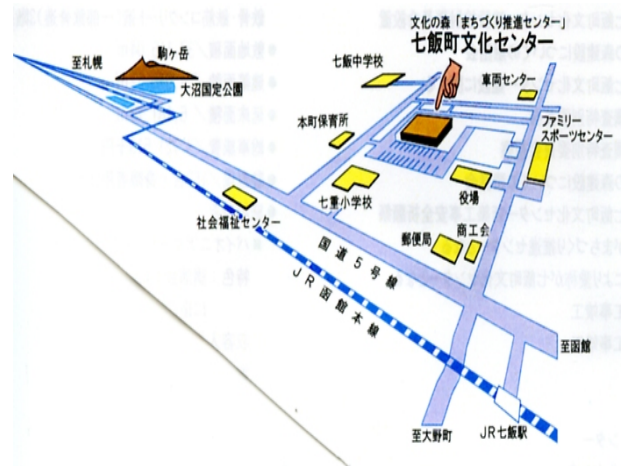 文化の森「まちづくり推進センター」
七飯町文化センター
駒ヶ岳
至札幌
大沼国定公園
七飯中学校
車両センター
本町保育所
ファミリー
スポーツセンター
七重小学校
役場
社会福祉センター
郵便局
商工会
国道5号線
JR函館本線
至函館
至大野町
JR七飯駅